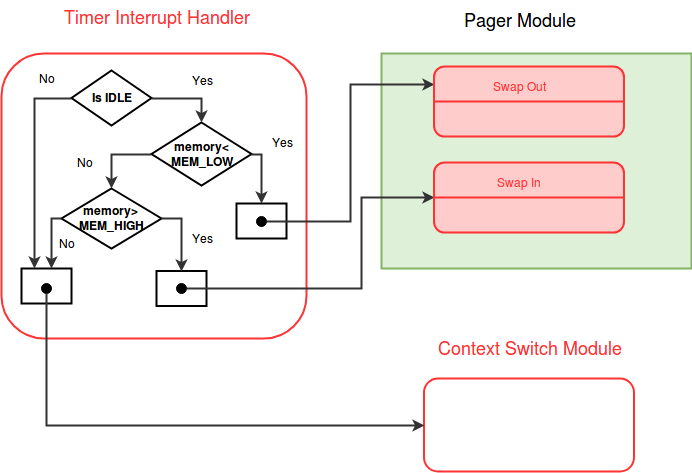 Timer Interrupt Handler
Pager Module
No
Is IDLE
Yes
Swap Out
memory<
MEM_LOW
Yes
No
Swap In
memory>
MEM_HIGH
No
Yes
Context Switch Module